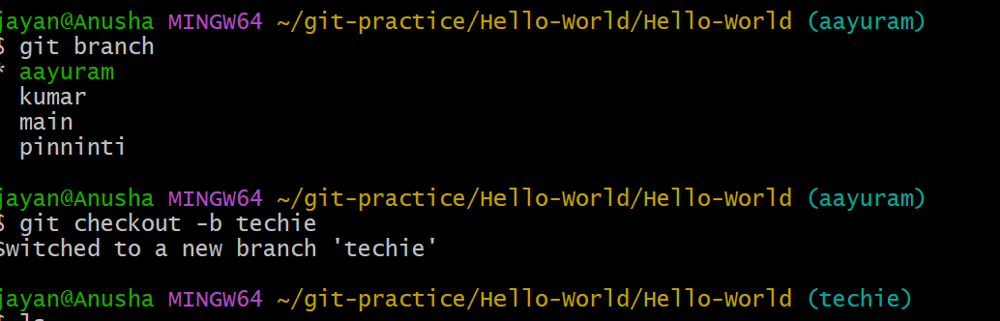 jayan@Anusha MINGW64 ~/git-practice/Hello-World/Hello-World (aayuram)
$ git branch
* aayuram
kumar
main
pinninti
jayan@Anusha MINGW64 ~/git-practice/Hello-World/Hello-World (aayuram)
$ git checkout -b techie
Switched to a new branch 'techie'
jayan@Anusha MINGW64 ~/git-practice/Hello-World/Hello-World (techie)
$ ls